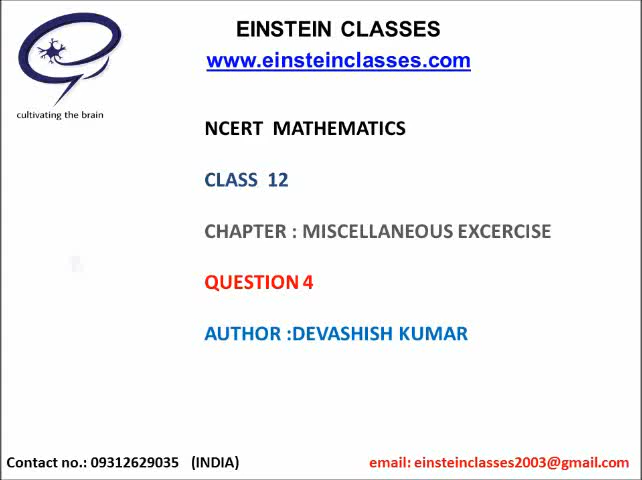 EINSTEIN CLASSES
www.einsteinclasses.com
cultivating the brain
NCERT MATHEMATICS
CLASS 12
CHAPTER : MISCELLANEOUS EXCERCISE
QUESTION 4
AUTHOR :DEVASHISH KUMAR
Contact no.: 09312629035 (INDIA)
email: einsteinclasses2003@gmail.com